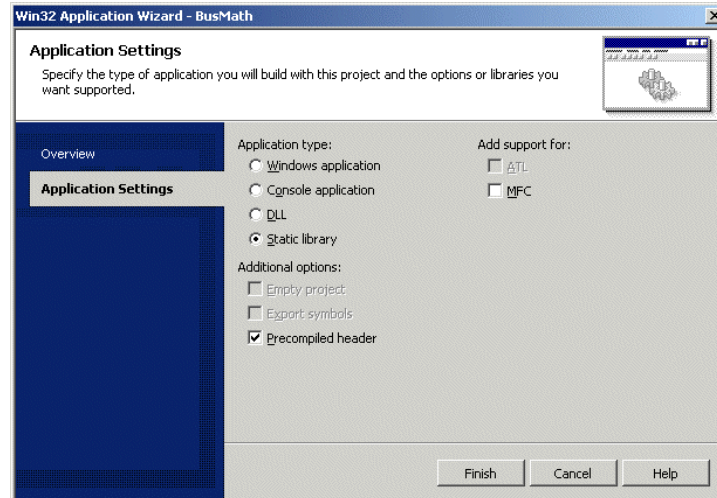 Win32 Application Wizard - BusMath
Application Settings
Specify the type of application you will build with this project and the options or libraries you
want supported.
Overview
Application Settings
Application type:
Windows application
Console application
DLL
Static library
Additional options:
Empty project
Export symbols
Precompiled header
Add support for:
ATL
MFC
Finish
Cancel
Help